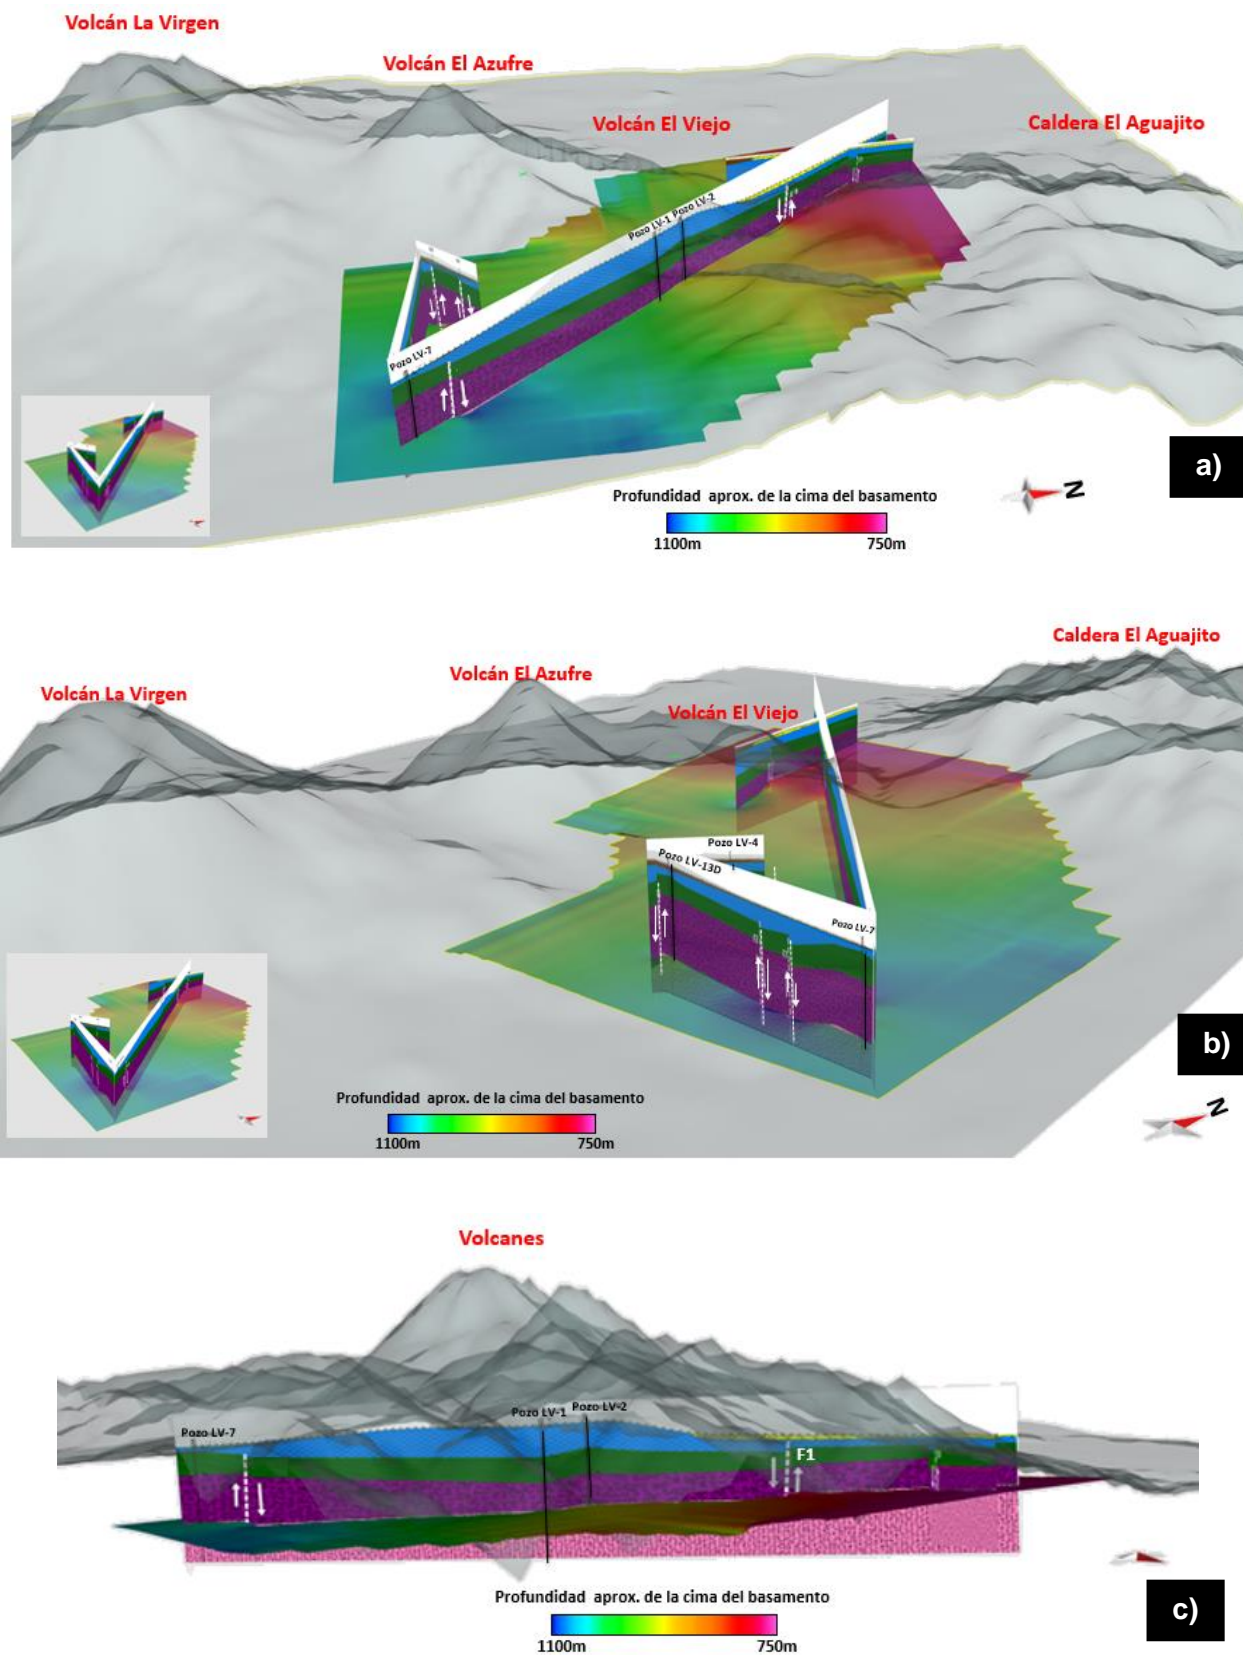 Volcán La Virgen
Volcán El Azufre
Volcán El Viejo
Caldera El Aguajito
Pozo LV-1
Pozo LV-2
Pozo LV-7
a)
Profundidad aprox. de la cima del basamento
N
1100m
750m
Caldera El Aguajito
Volcán El Azufre
Volcán La Virgen
Volcán El Viejo
Pozo LV-4
Pozo LV-13D
Pozo LV-7
b)
Profundidad aprox. de la cima del basamento
N
1100m
750m
Volcanes
Pozo LV-1
Pozo LV-2
Pozo LV-7
F1
Profundidad aprox. de la cima del basamento
c)
1100m
750m